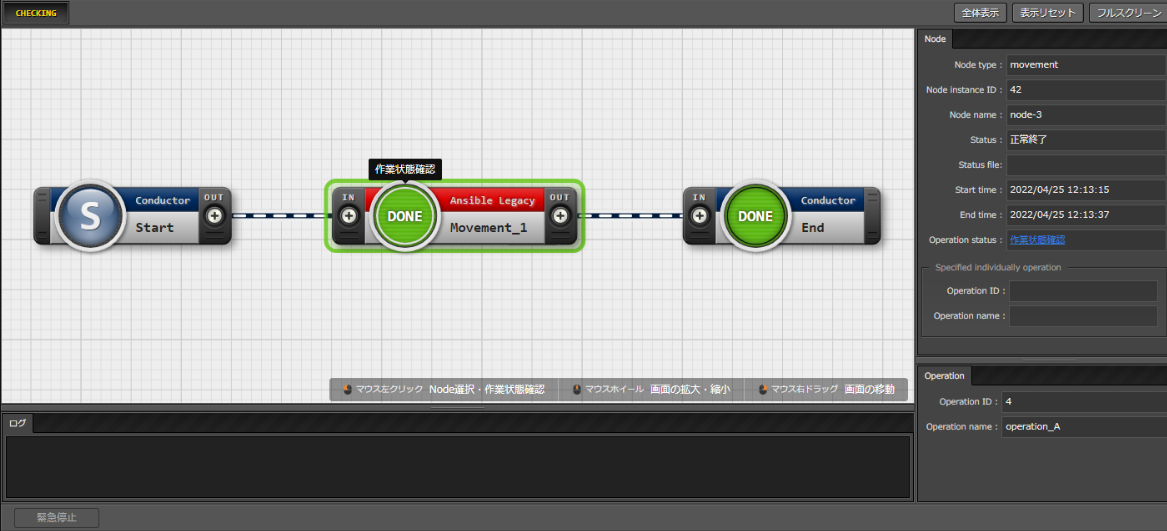 CHECKING
全体表示 表示リセット フルスクリーン
Node
Node type : movement
Node instance ID : 42
Node name : node-3
Status : 正常終了
Status file:
Start time : 2022/04/25 12:13:15
End time : 2022/04/25 12:13:37
Operation status : 作業状態確認
Specified individually operation
Operation ID :
Operation name :
作業状態確認
S Conductor OUT
Start
IN DONE Ansible Legacy OUT
Movement_1
IN DONE Conductor
End
マウス左クリック Node選択・作業状態確認 マウスホイール 画面の拡大・縮小 マウス右ドラッグ 画面の移動
Operation
Operation ID : 4
Operation name : operation_A
ログ
緊急停止